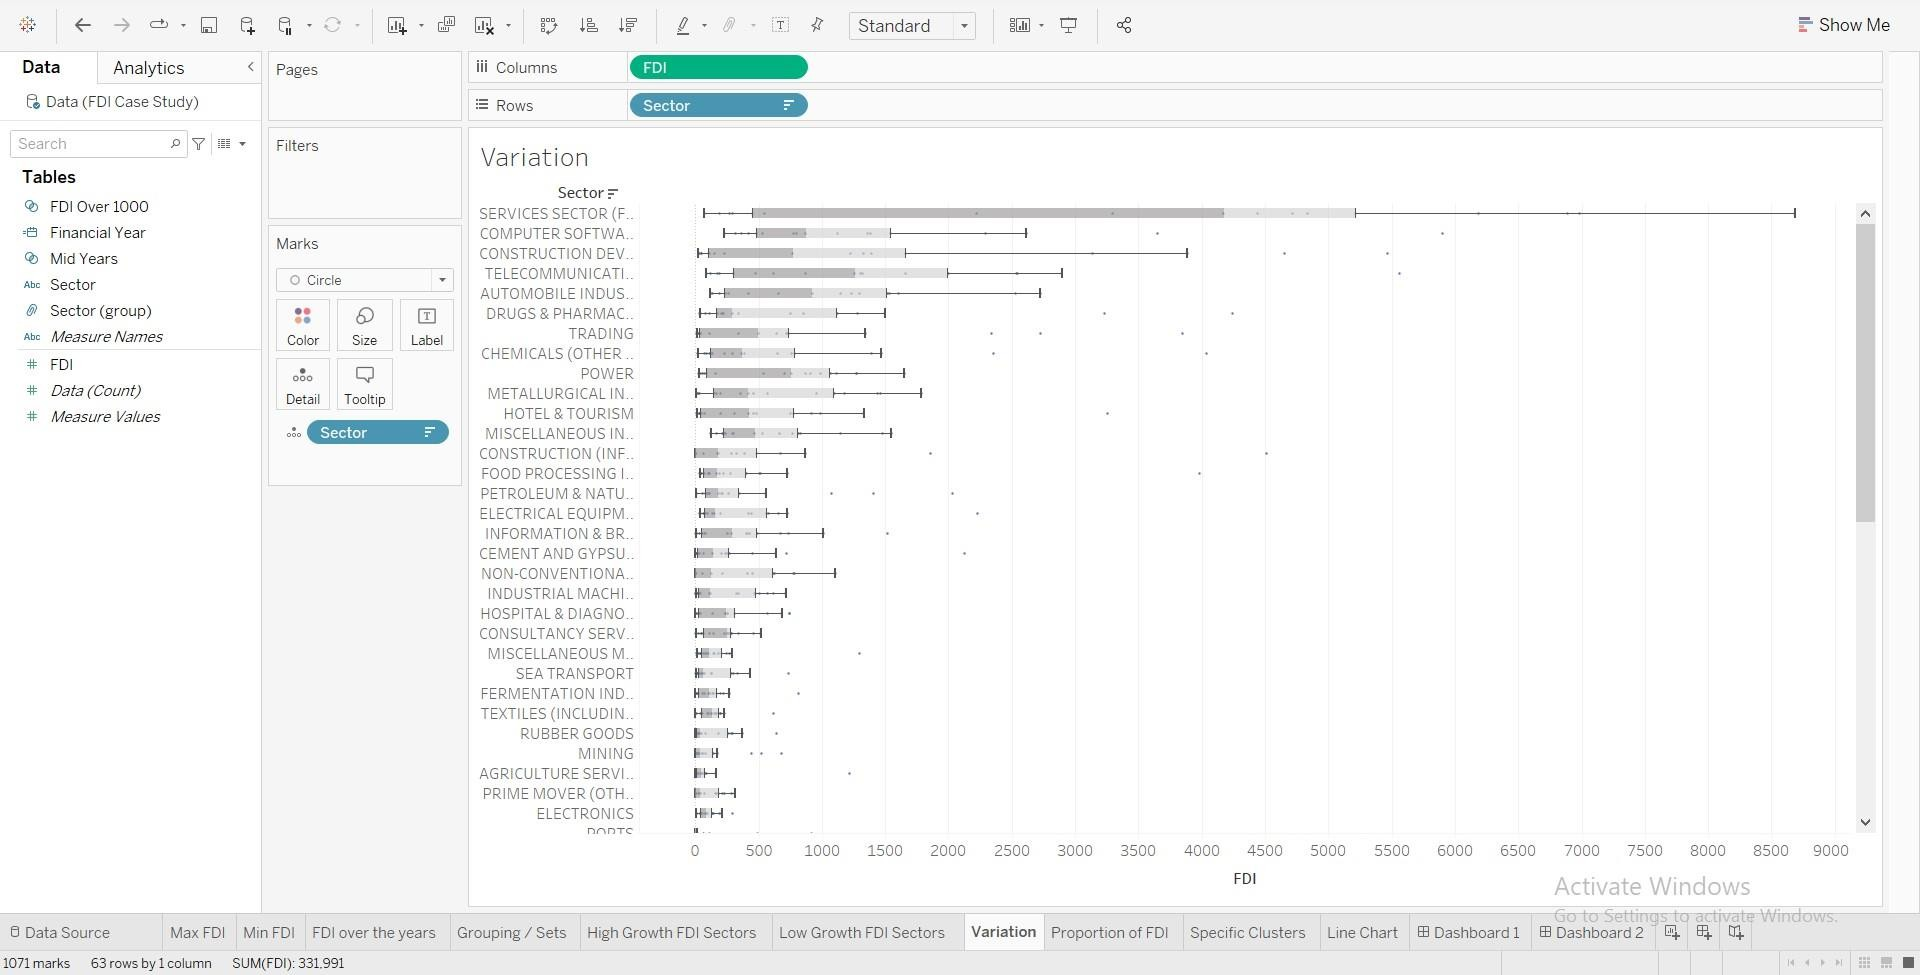 Standard
Show Me
Data
Analytics
Data (FDI Case Study)
Search
Tables
FDI Over 1000
Financial Year
Mid Years
Abc Sector
Sector (group)
Abc Measure Names
# FDI
# Data (Count)
# Measure Values
Pages
Filters
Marks
Circle
Color
Size
Label
Detail
Tooltip
Sector
Columns
FDI
Rows
Sector
Variation
Sector
SERVICES SECTOR (F..
COMPUTER SOFTWA..
CONSTRUCTION DEV..
TELECOMMUNICATI..
AUTOMOBILE INDUS..
DRUGS & PHARMAC..
TRADING
CHEMICALS (OTHER ..
POWER
METALLURGICAL IN..
HOTEL & TOURISM
MISCELLANEOUS IN..
CONSTRUCTION (INF..
FOOD PROCESSING I..
PETROLEUM & NATU..
ELECTRICAL EQUIPM..
INFORMATION & BR..
CEMENT AND GYPSU..
NON-CONVENTIONA..
INDUSTRIAL MACHI..
HOSPITAL & DIAGNO..
CONSULTANCY SERV..
MISCELLANEOUS M..
SEA TRANSPORT
FERMENTATION IND..
TEXTILES (INCLUDIN..
RUBBER GOODS
MINING
AGRICULTURE SERVI..
PRIME MOVER (OTH..
ELECTRONICS
PORTS
0 500 1000 1500 2000 2500 3000 3500 4000 4500 5000 5500 6000 6500 7000 7500 8000 8500 9000
FDI
Activate Windows
Go to Settings to activate Windows.
Data Source
Max FDI
Min FDI
FDI over the years
Grouping / Sets
High Growth FDI Sectors
Low Growth FDI Sectors
Variation
Proportion of FDI
Specific Clusters
Line Chart
Dashboard 1
Dashboard 2
1071 marks 63 rows by 1 column SUM(FDI): 331,991